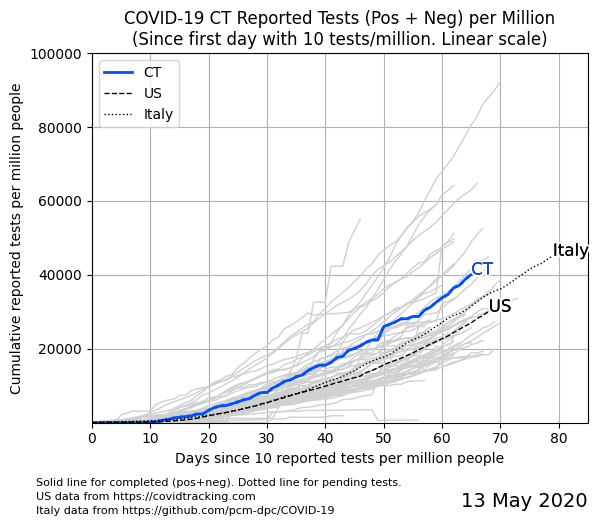 COVID-19 CT Reported Tests (Pos + Neg) per Million
(Since first day with 10 tests/million. Linear scale)
Cumulative reported tests per million people
100000
80000
60000
40000
20000
CT
US
Italy
Italy
CT
US
0
10
20
30
40
50
60
70
80
Days since 10 reported tests per million people
Solid line for completed (pos+neg). Dotted line for pending tests.
US data from https://covidtracking.com
Italy data from https://github.com/pcm-dpc/COVID-19
13 May 2020